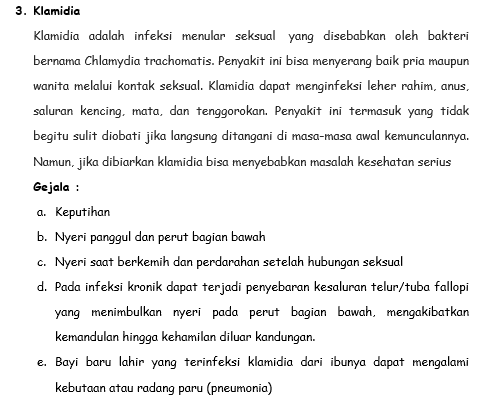 3. Klamidia
Klamidia adalah infeksi menular seksual yang disebabkan oleh bakteri
bernama Chlamydia trachomatis. Penyakit ini bisa menyerang baik pria maupun
wanita melalui kontak seksual. Klamidia dapat menginfeksi leher rahim, anus,
saluran kencing, mata, dan tenggorokan. Penyakit ini termasuk yang tidak
begitu sulit diobati jika langsung ditangani di masa-masa awal kemunculannya.
Namun, jika dibiarkan klamidia bisa menyebabkan masalah kesehatan serius
Gejala :
a. Keputihan
b. Nyeri panggul dan perut bagian bawah
c. Nyeri saat berkemih dan perdarahan setelah hubungan seksual
d. Pada infeksi kronik dapat terjadi penyebaran kesaluran telur/tuba fallopi
yang menimbulkan nyeri pada perut bagian bawah, mengakibatkan
kemandulan hingga kehamilan diluar kandungan.
e. Bayi baru lahir yang terinfeksi klamidia dari ibunya dapat mengalami
kebutaan atau radang paru (pneumonia)